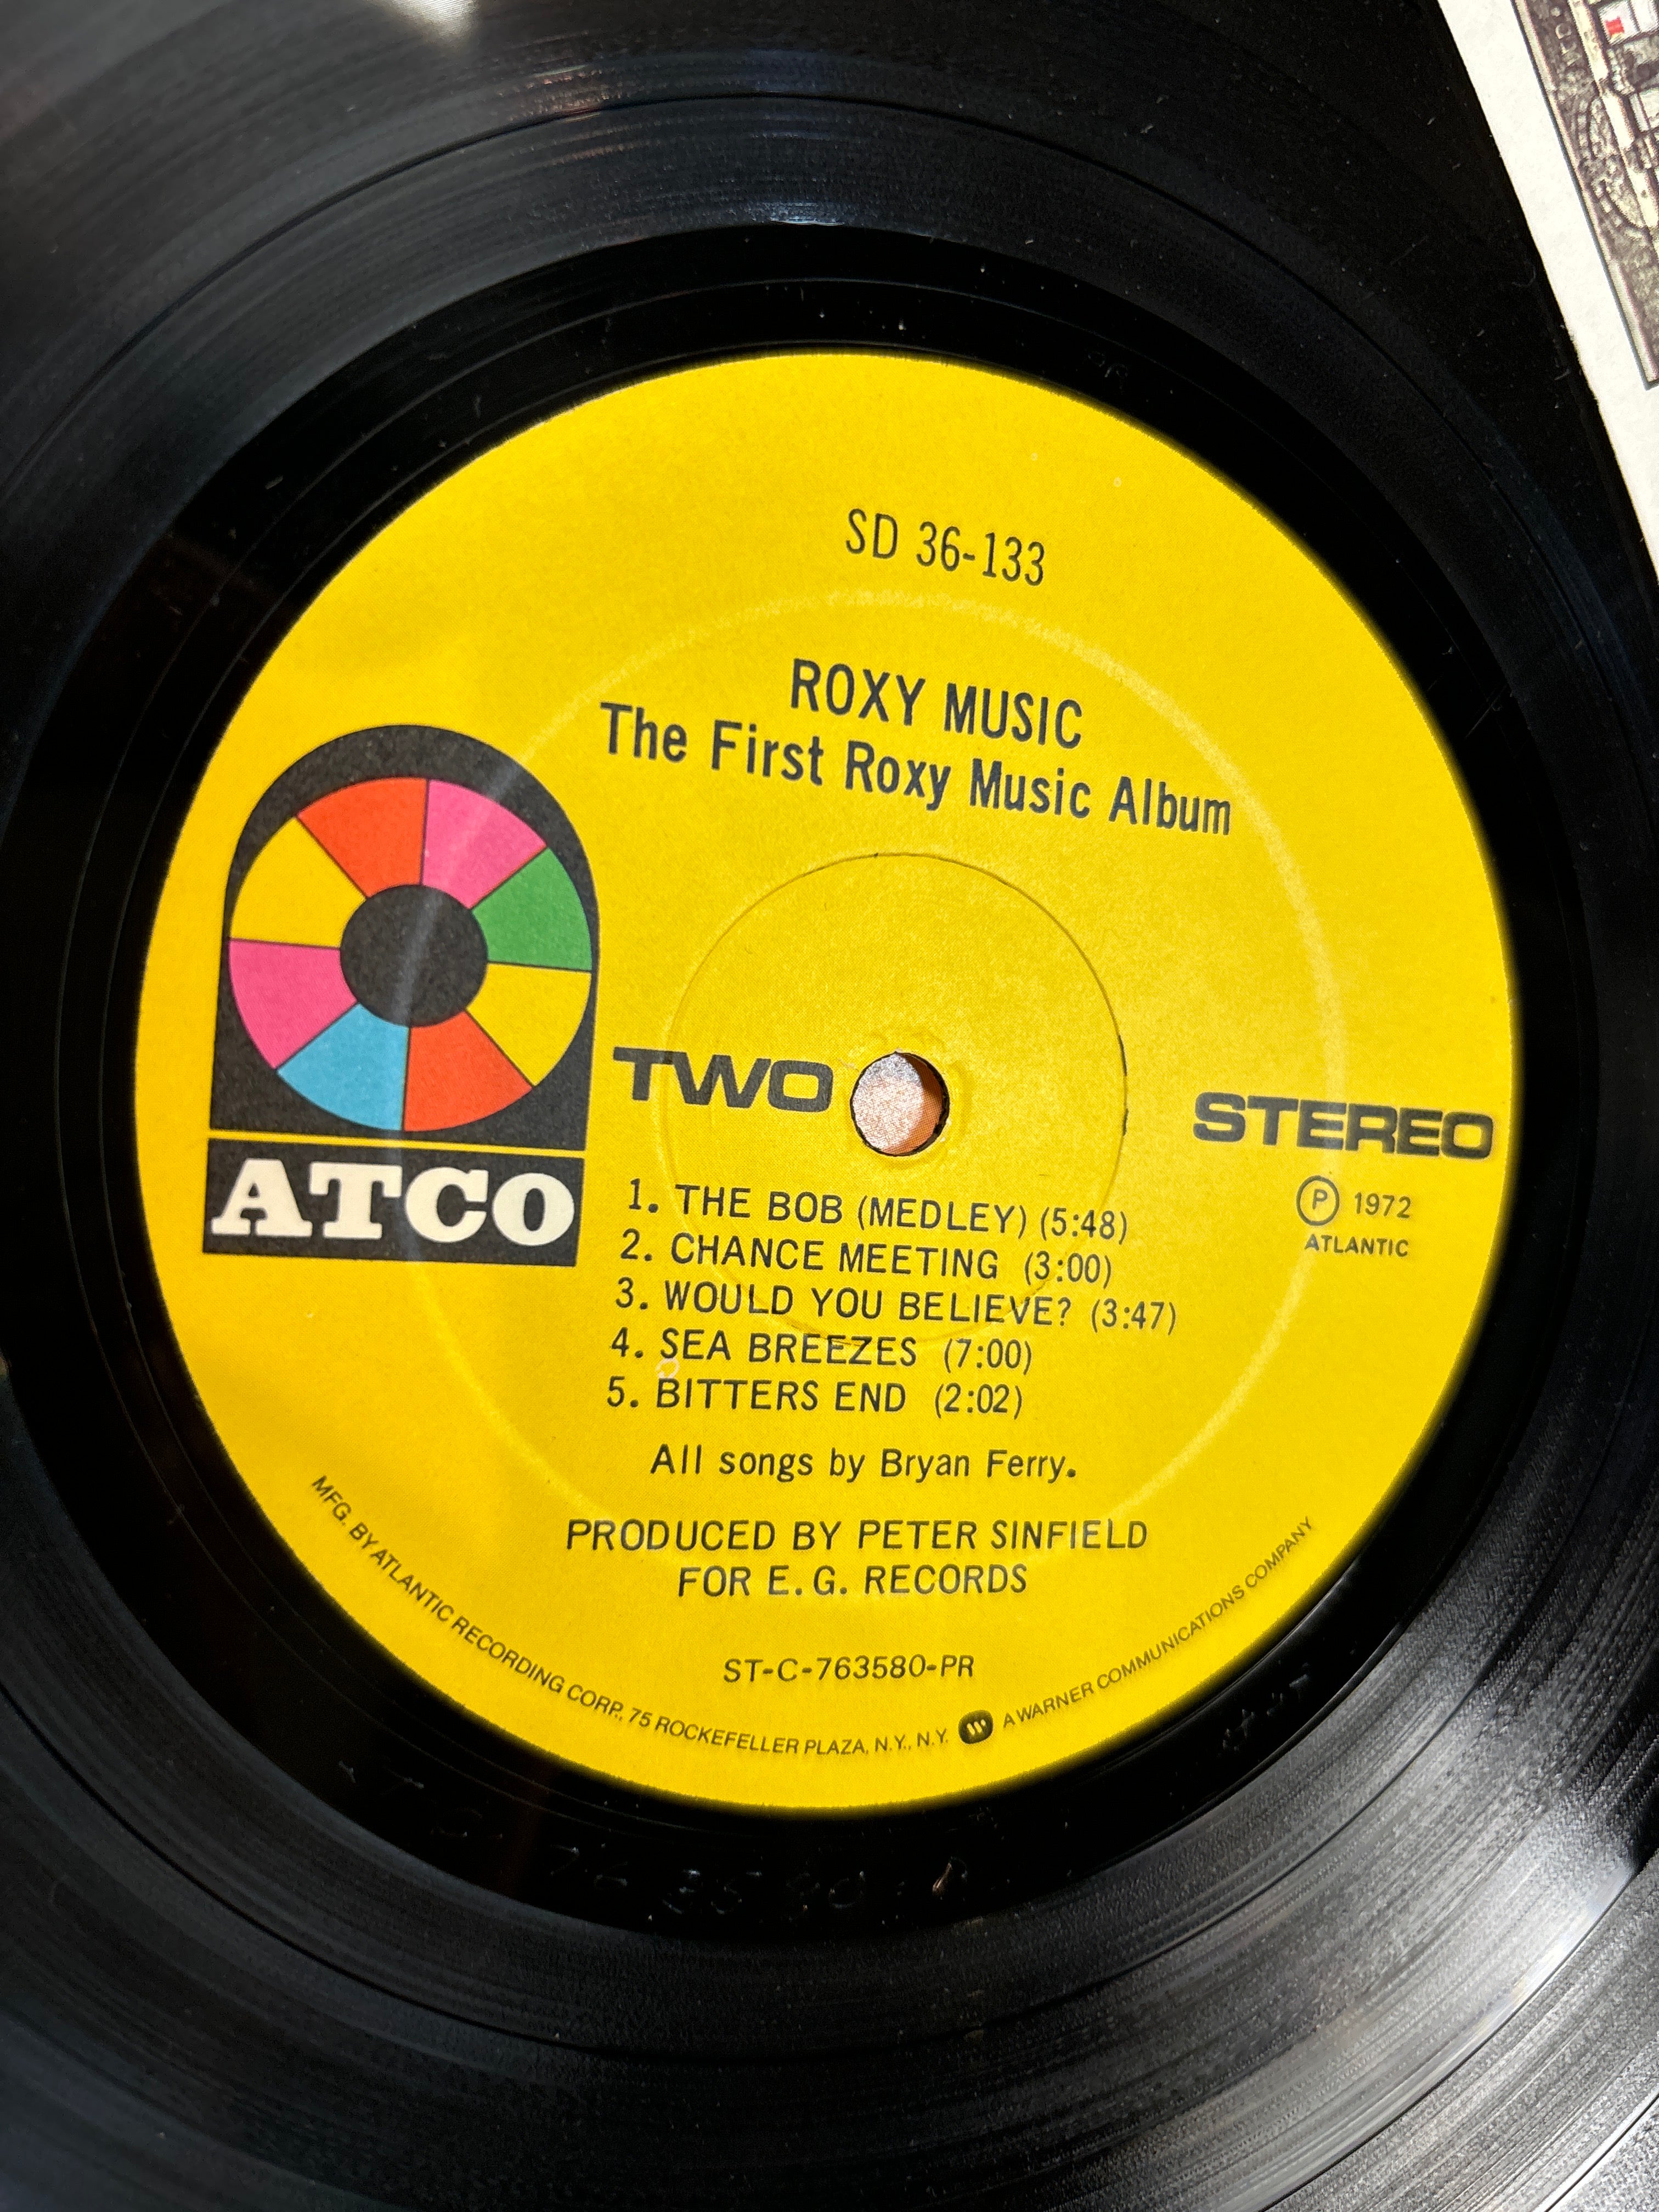 SD 36-133
ROXY MUSIC
The First Roxy Music Album
ATCO
TWO
STEREO
Ⓟ 1972
ATLANTIC
1. THE BOB (MEDLEY) (5:48)
2. CHANCE MEETING (3:00)
3. WOULD YOU BELIEVE? (3:47)
4. SEA BREEZES (7:00)
5. BITTERS END (2:02)
All songs by Bryan Ferry.
PRODUCED BY PETER SINFIELD
FOR E.G. RECORDS
ST-C-763580-PR
MFG. BY ATLANTIC RECORDING CORP., 75 ROCKEFELLER PLAZA, N.Y., N.Y. A WARNER COMMUNICATIONS COMPANY